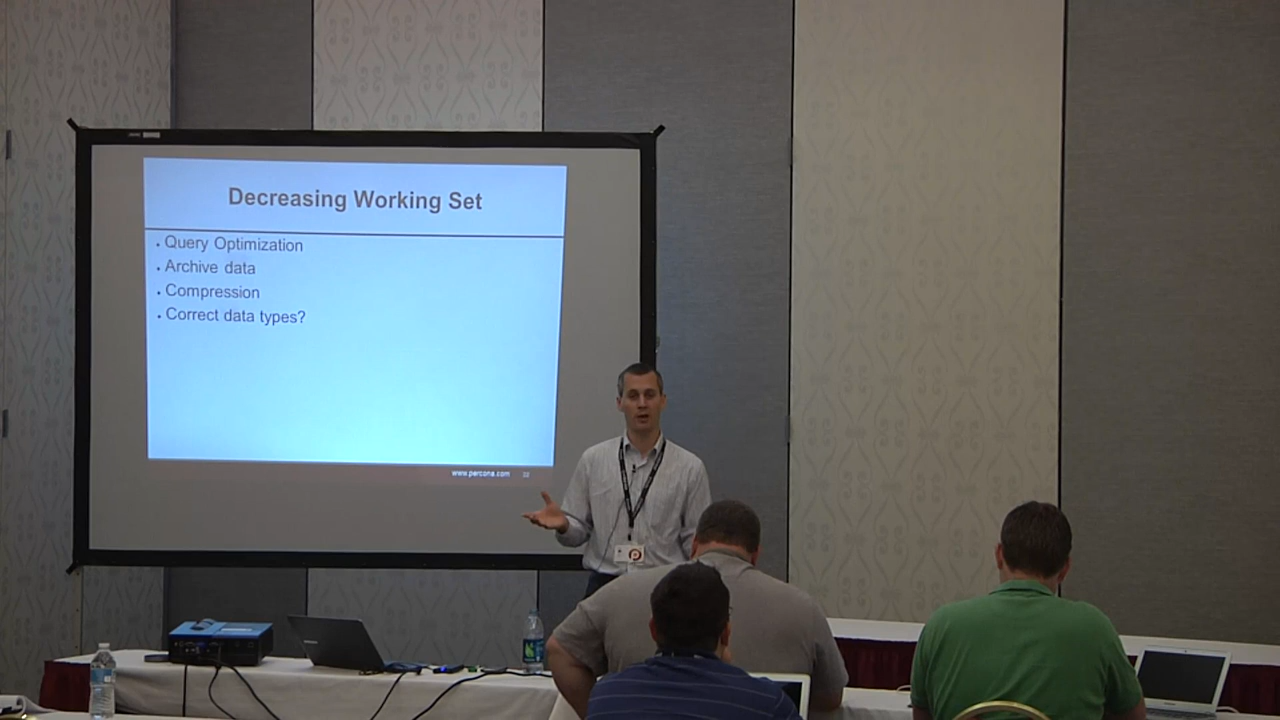 Decreasing Working Set
. Query Optimization
. Archive data
. Compression
. Correct data types?
www.percona.com